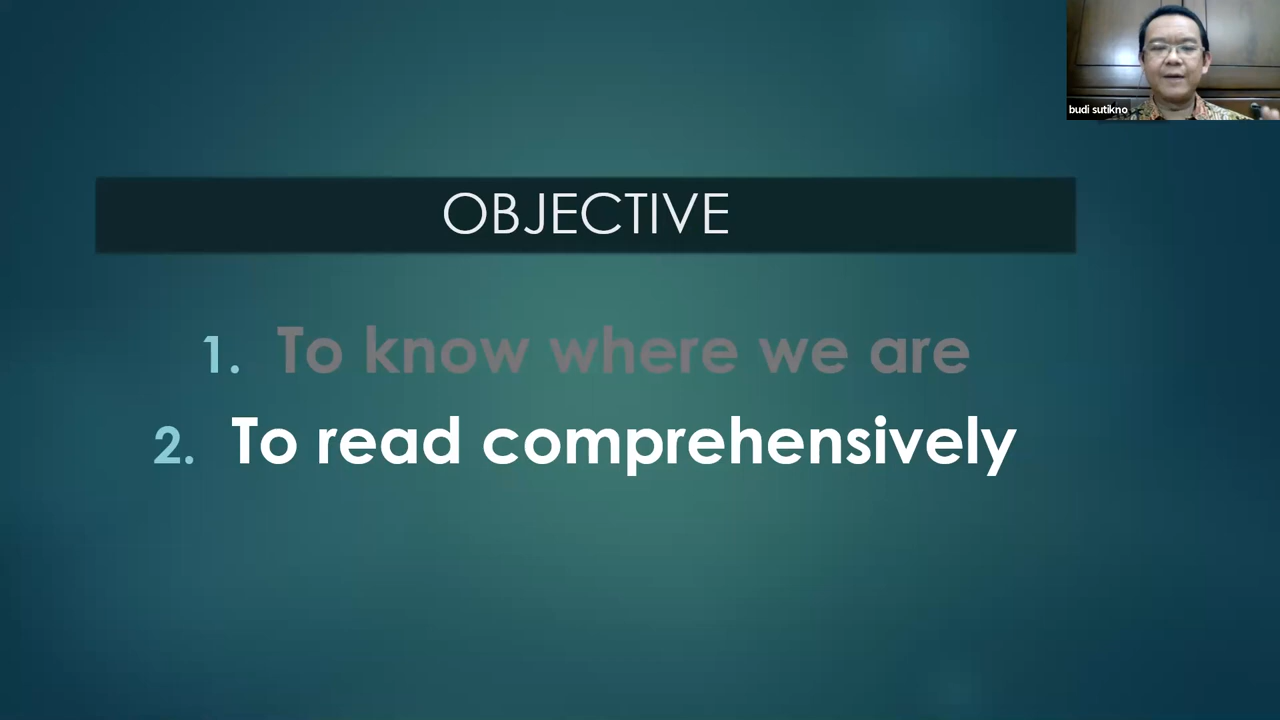 budi sutikno
OBJECTIVE
1. To know where we are
2. To read comprehensively